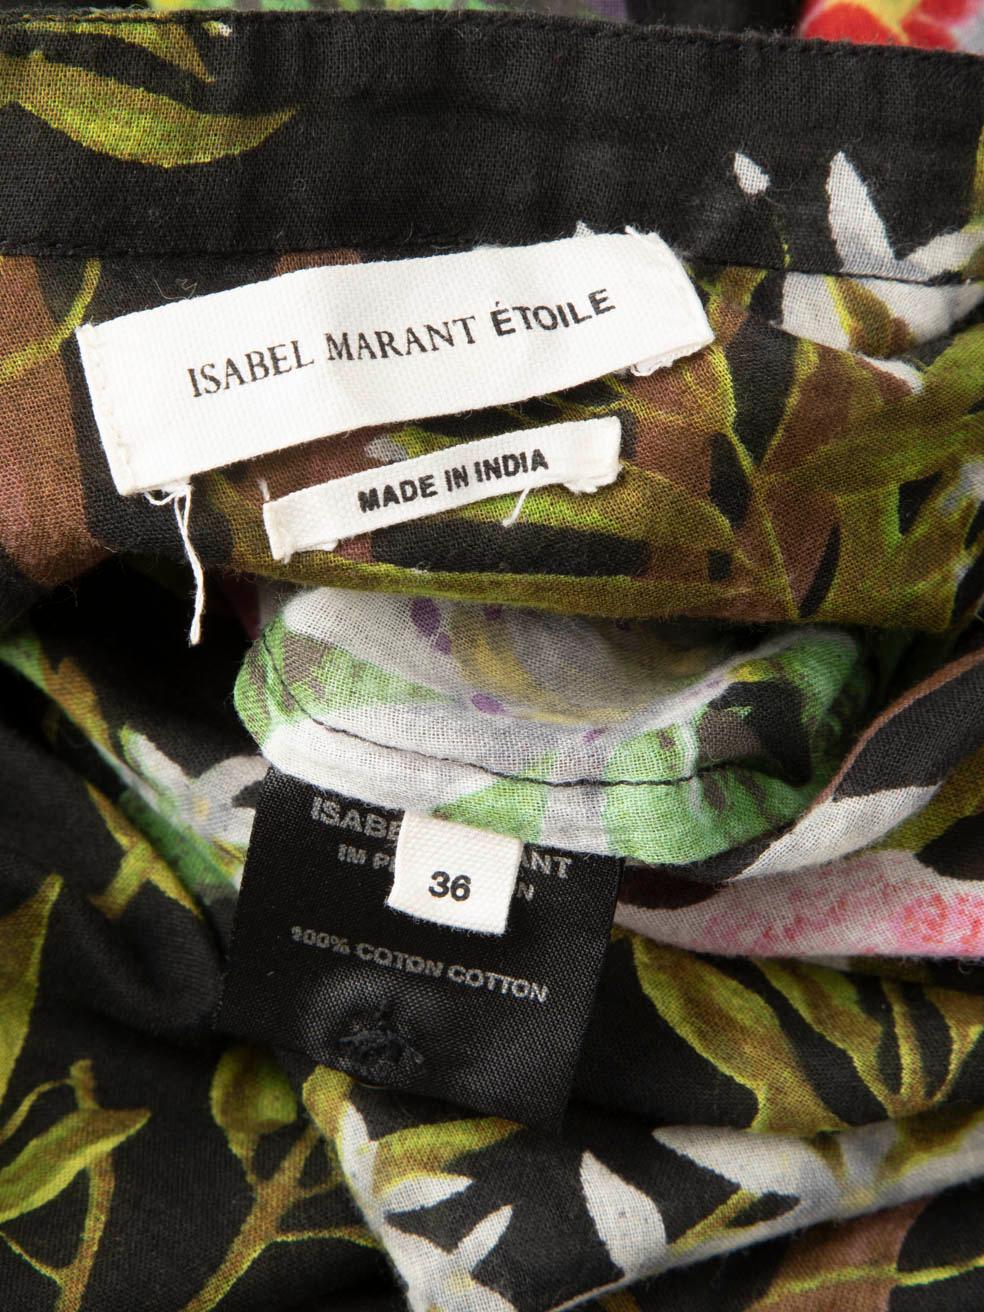 ISABEL MARANT ÉTOILE
MADE IN INDIA
36
100% COTON COTTON